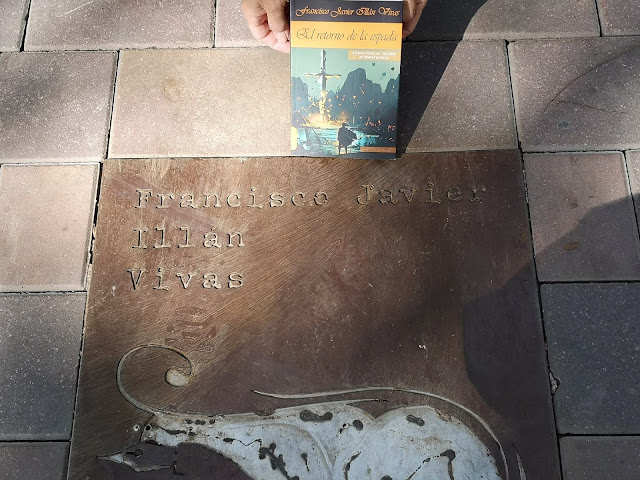 Francisco Javier Illán Vivas
El retorno de la espada
Francisco Javier
Illán
Vivas